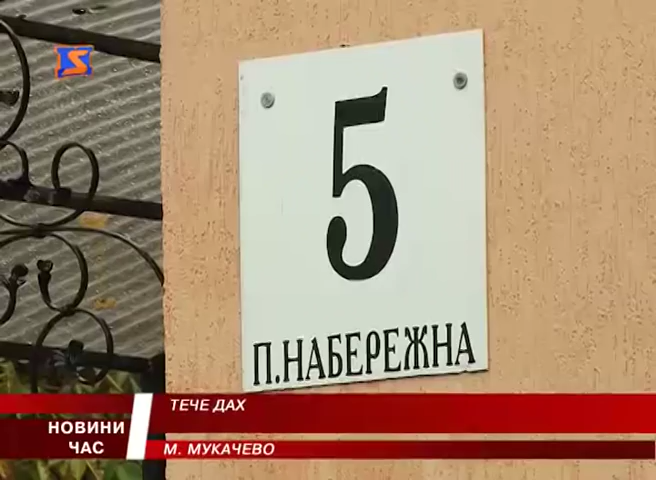 S
5
П.НАБЕРЕЖНА
ТЕЧЕ ДАХ
НОВИНИ
ЧАС
М. МУКАЧЕВО